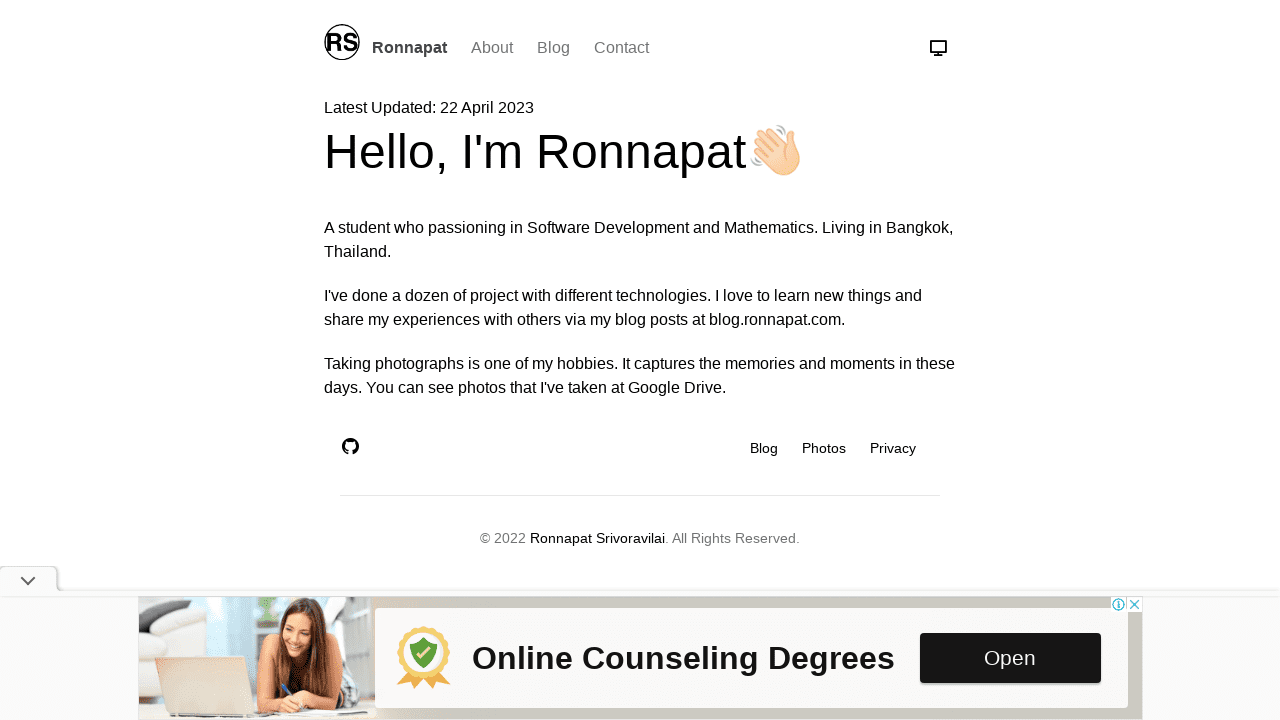 RS
Ronnapat About Blog Contact
Latest Updated: 22 April 2023
Hello, I'm Ronnapat👋🏻
A student who passioning in Software Development and Mathematics. Living in Bangkok,
Thailand.
I've done a dozen of project with different technologies. I love to learn new things and
share my experiences with others via my blog posts at blog.ronnapat.com.
Taking photographs is one of my hobbies. It captures the memories and moments in these
days. You can see photos that I've taken at Google Drive.
Blog Photos Privacy
© 2022 Ronnapat Srivoravilai. All Rights Reserved.
Online Counseling Degrees
Open